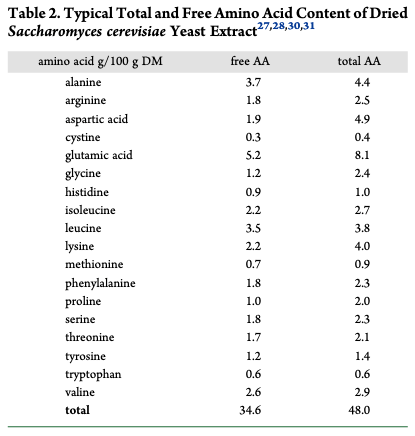 Table 2. Typical Total and Free Amino Acid Content of Dried
Saccharomyces cerevisiae Yeast Extract27,28,30,31
amino acid g/100 g DM free AA total AA
alanine 3.7 4.4
arginine 1.8 2.5
aspartic acid 1.9 4.9
cystine 0.3 0.4
glutamic acid 5.2 8.1
glycine 1.2 2.4
histidine 0.9 1.0
isoleucine 2.2 2.7
leucine 3.5 3.8
lysine 2.2 4.0
methionine 0.7 0.9
phenylalanine 1.8 2.3
proline 1.0 2.0
serine 1.8 2.3
threonine 1.7 2.1
tyrosine 1.2 1.4
tryptophan 0.6 0.6
valine 2.6 2.9
total 34.6 48.0